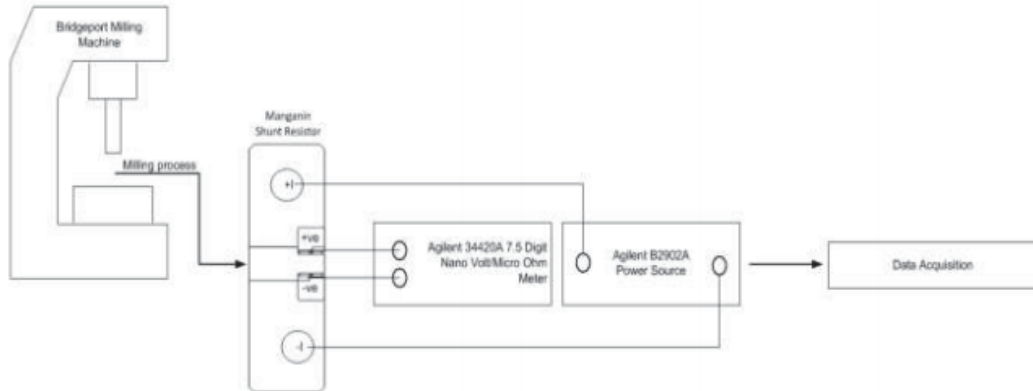 Bridgeport Milling
Machine
Manganin
Shunt Resistor
Milling process
+I
+ve
-ve
-I
Agilent 34420A 7.5 Digit
Nano Volt/Micro Ohm
Meter
Agilent B2902A
Power Source
Data Acquisition